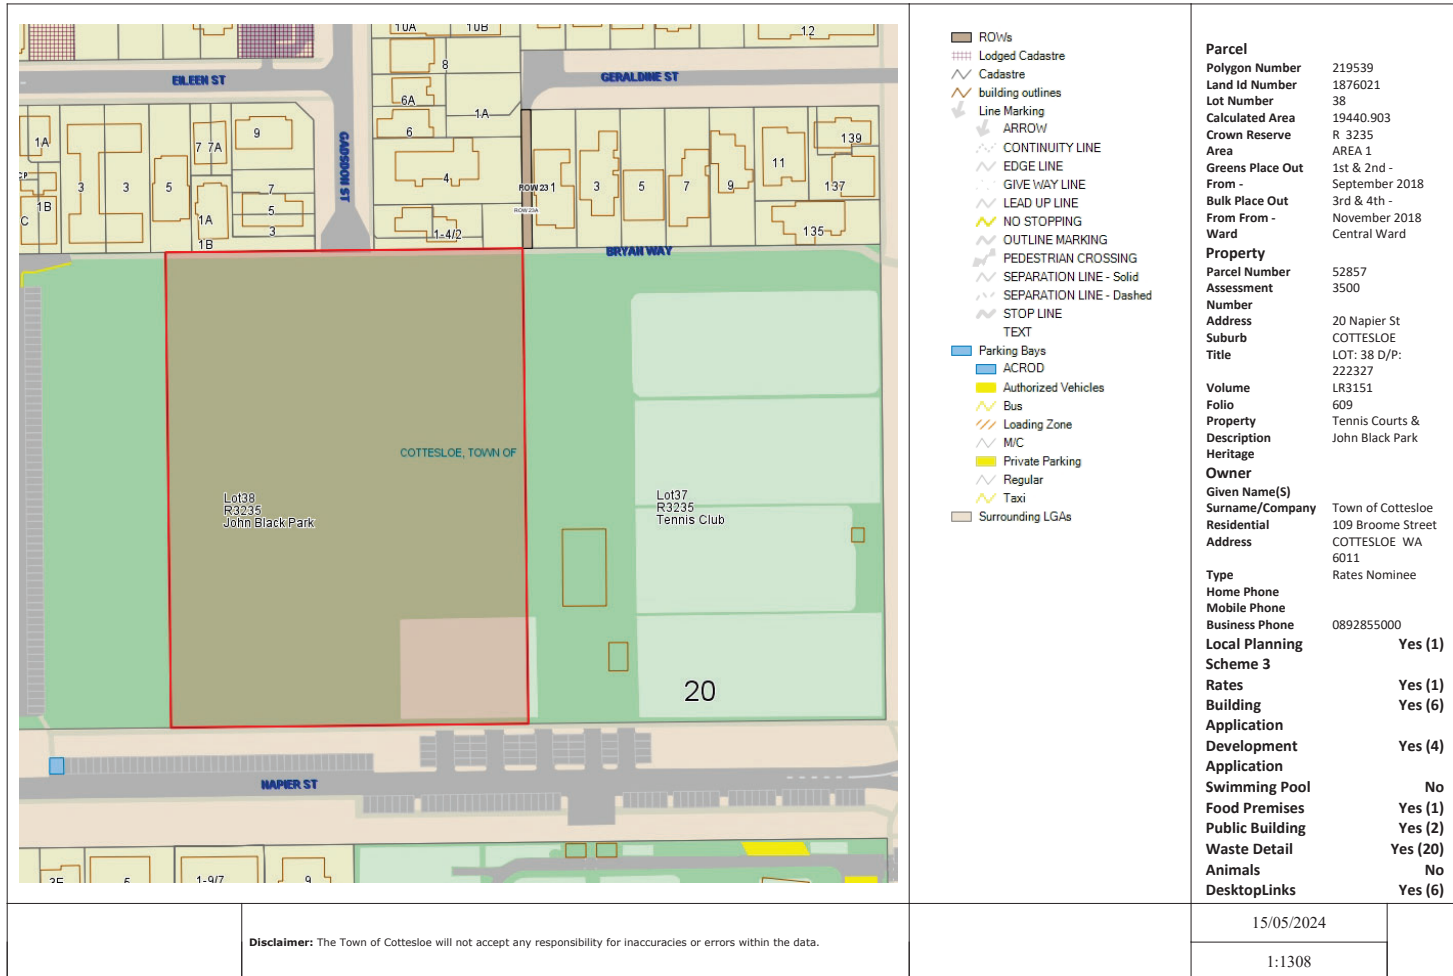 10A
10B
12
EILEEN ST
GERALDINE ST
GADSDON ST
8
6A
6
1A
4
1-4/2
1A
1B
C
3
3
5
7 7A
9
1A
1B
7
5
3
ROW 23
ROW 23A
1
3
5
7
9
11
139
137
135
BRYAN WAY
COTTESLOE, TOWN OF
Lot38
R3235
John Black Park
Lot37
R3235
Tennis Club
20
NAPIER ST
1-9/7
9
ROWs
Lodged Cadastre
Cadastre
building outlines
Line Marking
ARROW
CONTINUITY LINE
EDGE LINE
GIVE WAY LINE
LEAD UP LINE
NO STOPPING
OUTLINE MARKING
PEDESTRIAN CROSSING
SEPARATION LINE - Solid
SEPARATION LINE - Dashed
STOP LINE
TEXT
Parking Bays
ACROD
Authorized Vehicles
Bus
Loading Zone
M/C
Private Parking
Regular
Taxi
Surrounding LGAs
Parcel
Polygon Number 219539
Land Id Number 1876021
Lot Number 38
Calculated Area 19440.903
Crown Reserve R 3235
Area AREA 1
Greens Place Out 1st & 2nd -
From - September 2018
Bulk Place Out 3rd & 4th -
From From - November 2018
Ward Central Ward
Property
Parcel Number 52857
Assessment 3500
Number
Address 20 Napier St
Suburb COTTESLOE
Title LOT: 38 D/P:
222327
Volume LR3151
Folio 609
Property Tennis Courts &
Description John Black Park
Heritage
Owner
Given Name(S)
Surname/Company Town of Cottesloe
Residential 109 Broome Street
Address COTTESLOE WA
6011
Type Rates Nominee
Home Phone
Mobile Phone
Business Phone 0892855000
Local Planning Yes (1)
Scheme 3
Rates Yes (1)
Building Yes (6)
Application
Development Yes (4)
Application
Swimming Pool No
Food Premises Yes (1)
Public Building Yes (2)
Waste Detail Yes (20)
Animals No
DesktopLinks Yes (6)
Disclaimer: The Town of Cottesloe will not accept any responsibility for inaccuracies or errors within the data.
15/05/2024
1:1308